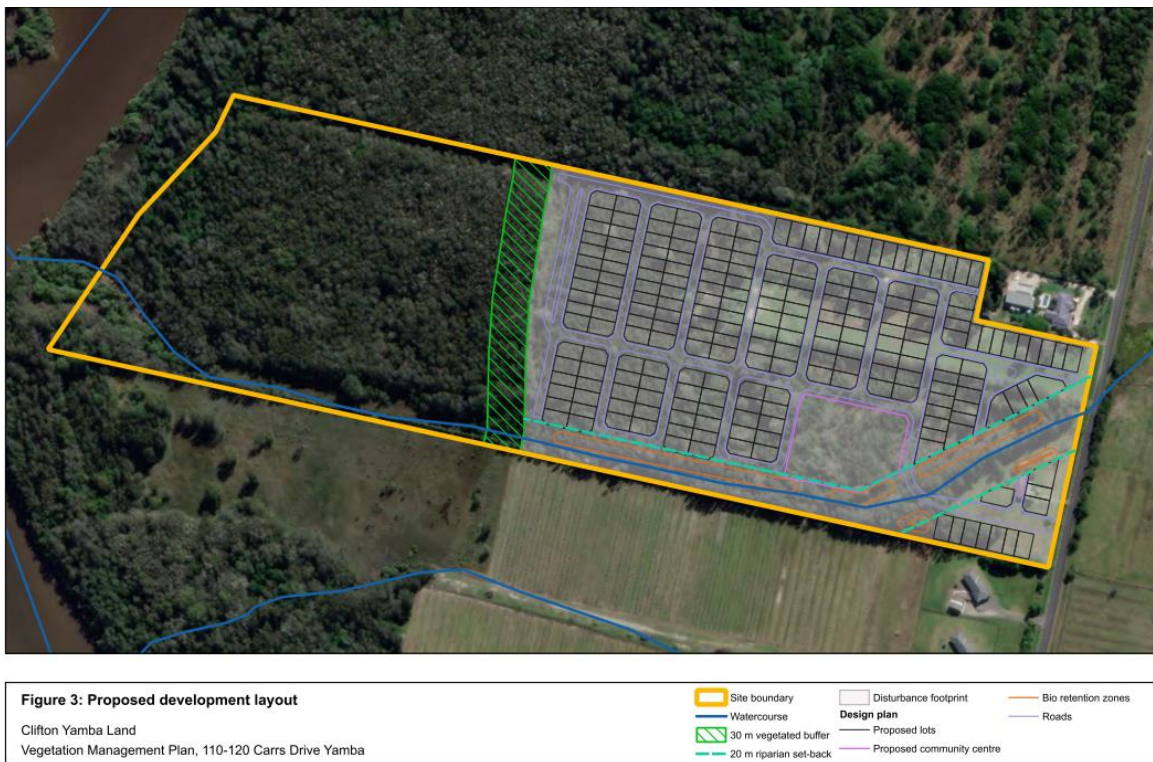 Figure 3: Proposed development layout
Clifton Yamba Land
Vegetation Management Plan, 110-120 Carrs Drive Yamba
Site boundary
Watercourse
30 m vegetated buffer
20 m riparian set-back
Disturbance footprint
Design plan
Proposed lots
Proposed community centre
Bio retention zones
Roads